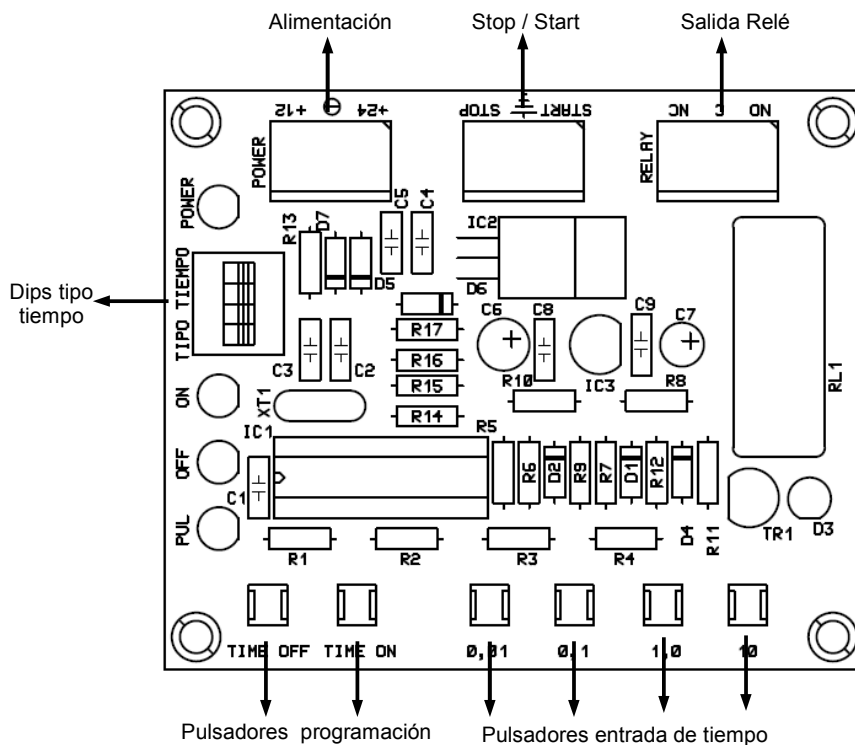 Alimentación
Stop / Start
Salida Relé
+12
+24
STOP
START
NC
C
NO
POWER
RELAY
POWER
C5
C4
R13
D7
IC2
TIPO TIEMPO
Dips tipo
tiempo
D5
D6
C6
C8
C9
C7
R17
C3
C2
R16
R15
R14
R10
IC3
R8
RL1
XT1
ON
IC1
R5
OFF
C1
R6
D2
R9
R7
D1
R12
D4
R11
TR1
D3
PUL
R1
R2
R3
R4
TIME OFF
TIME ON
0,01
0,1
1,0
10
Pulsadores programación
Pulsadores entrada de tiempo